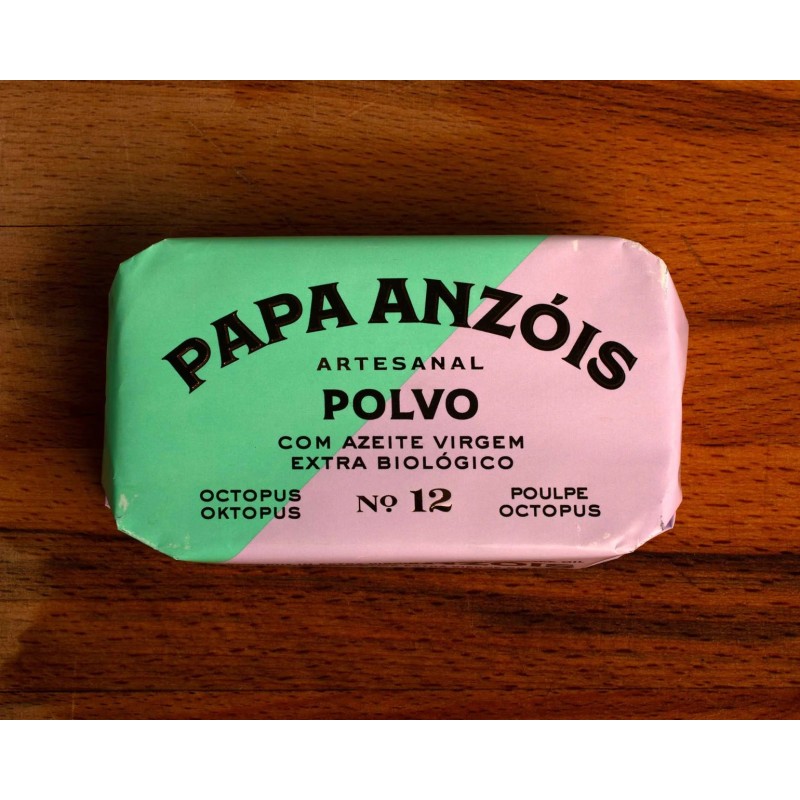 PAPA ANZÓIS
ARTESANAL
POLVO
COM AZEITE VIRGEM
EXTRA BIOLÓGICO
OCTOPUS
OKTOPUS
Nº 12
POULPE
OCTOPUS